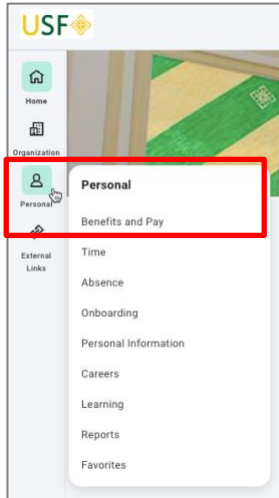 USF
Home
Organization
Personal
External
Links
Personal
Benefits and Pay
Time
Absence
Onboarding
Personal Information
Careers
Learning
Reports
Favorites